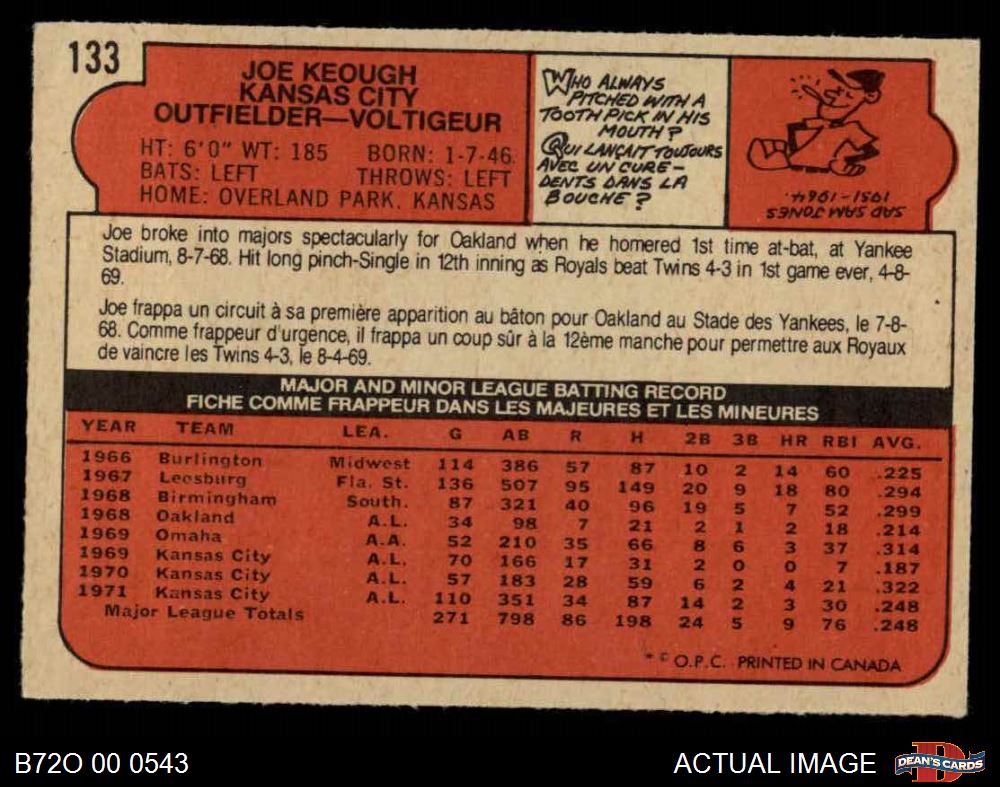 133
JOE KEOUGH
KANSAS CITY
OUTFIELDER—VOLTIGEUR
HT: 6'0" WT: 185 BORN: 1-7-46.
BATS: LEFT THROWS: LEFT
HOME: OVERLAND PARK, KANSAS
WHO ALWAYS
PITCHED WITH A
TOOTH PICK IN HIS
MOUTH?
QUI LANÇAIT TOUJOURS
AVEC UN CURE-
DENTS DANS LA
BOUCHE?
SAD SAM JONES
1951-1964.
Joe broke into majors spectacularly for Oakland when he homered 1st time at-bat, at Yankee
Stadium, 8-7-68. Hit long pinch-Single in 12th inning as Royals beat Twins 4-3 in 1st game ever, 4-8-
69.
Joe frappa un circuit à sa première apparition au bâton pour Oakland au Stade des Yankees, le 7-8-
68. Comme frappeur d'urgence, il frappa un coup sûr à la 12ème manche pour permettre aux Royaux
de vaincre les Twins 4-3, le 8-4-69.
MAJOR AND MINOR LEAGUE BATTING RECORD
FICHE COMME FRAPPEUR DANS LES MAJEURES ET LES MINEURES
YEAR TEAM LEA. G AB R H 2B 3B HR RBI AVG.
1966 Burlington Midwest 114 386 57 87 10 2 14 60 .225
1967 Leesburg Fla. St. 136 507 95 149 20 9 18 80 .294
1968 Birmingham South. 87 321 40 96 19 5 7 52 .299
1968 Oakland A.L. 34 98 7 21 2 1 2 18 .214
1969 Omaha A.A. 52 210 35 66 8 6 3 37 .314
1969 Kansas City A.L. 70 166 17 31 2 0 0 7 .187
1970 Kansas City A.L. 57 183 28 59 6 2 4 21 .322
1971 Kansas City A.L. 110 351 34 87 14 2 3 30 .248
Major League Totals 271 798 86 198 24 5 9 76 .248
* © O.P.C. PRINTED IN CANADA
B72O 00 0543
ACTUAL IMAGE
DEAN'S CARDS